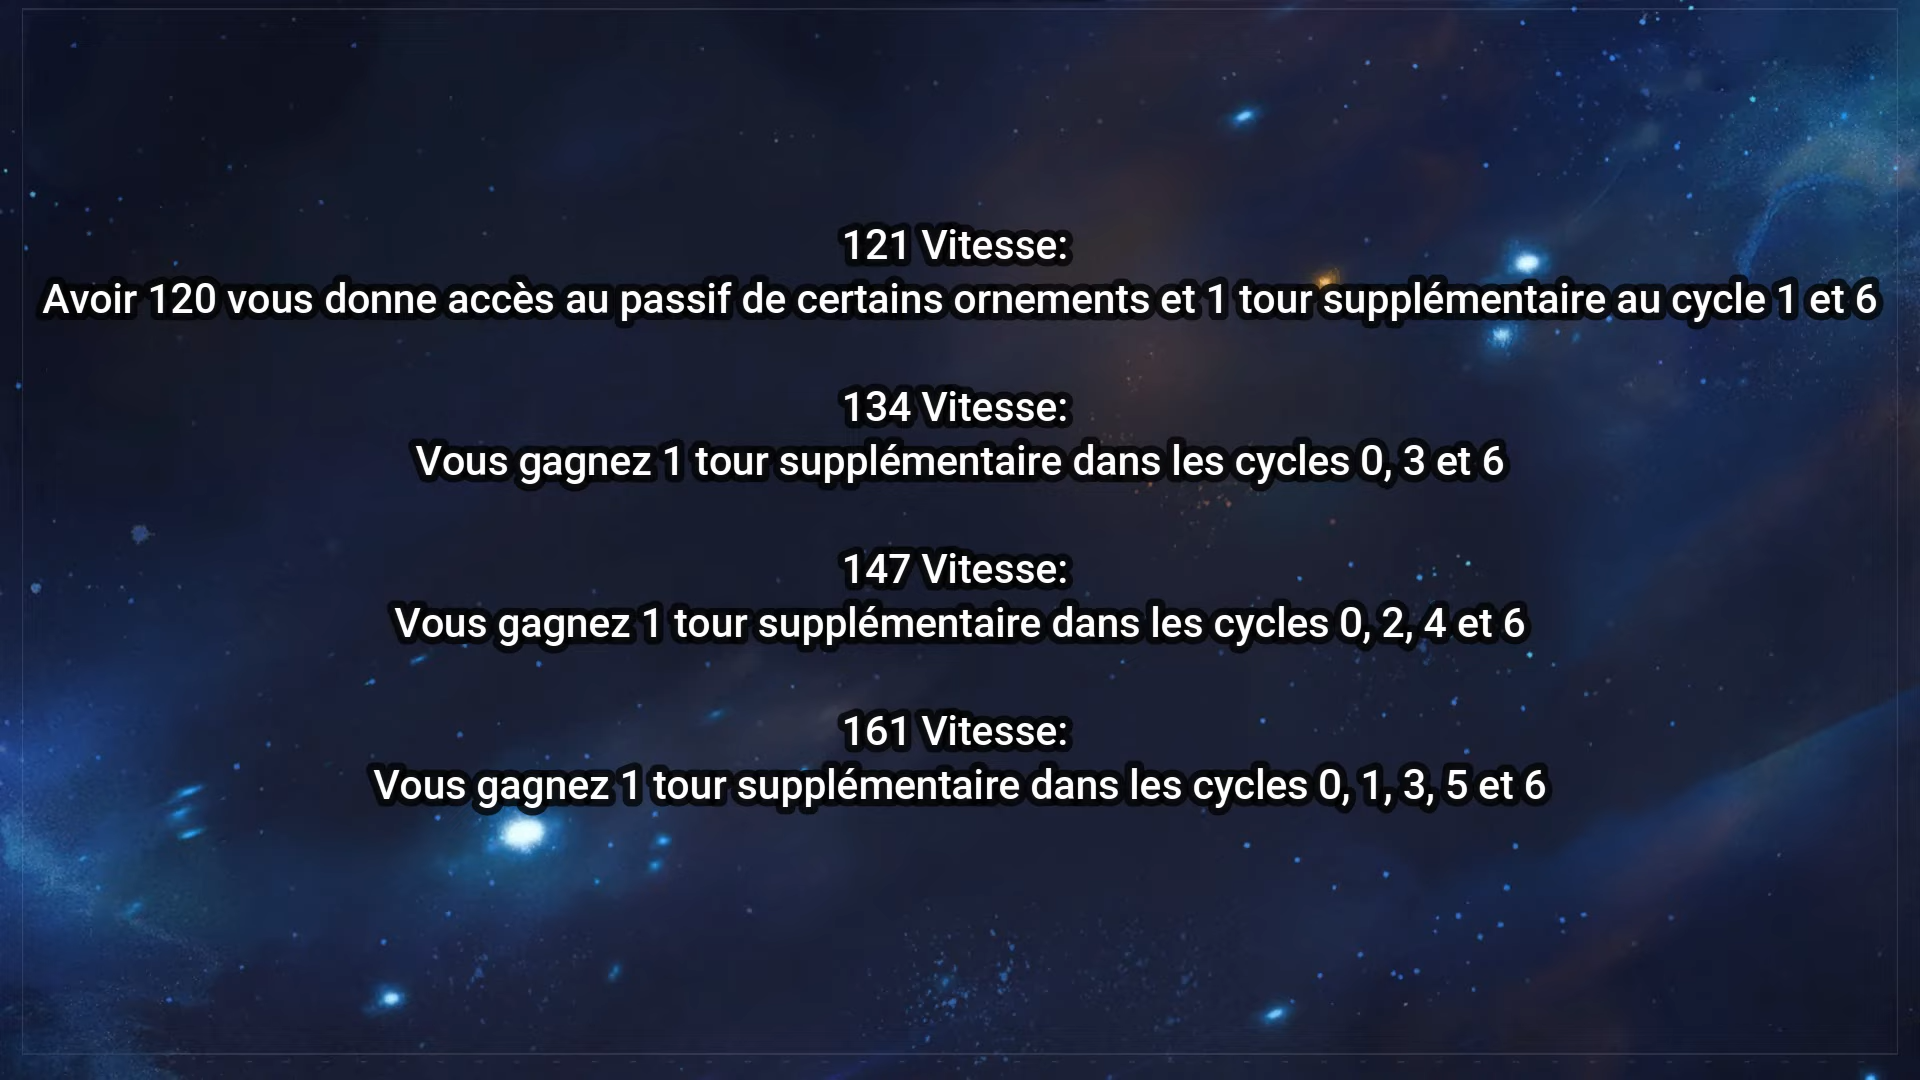 121 Vitesse:
Avoir 120 vous donne accès au passif de certains ornements et 1 tour supplémentaire au cycle 1 et 6
134 Vitesse:
Vous gagnez 1 tour supplémentaire dans les cycles 0, 3 et 6
147 Vitesse:
Vous gagnez 1 tour supplémentaire dans les cycles 0, 2, 4 et 6
161 Vitesse:
Vous gagnez 1 tour supplémentaire dans les cycles 0, 1, 3, 5 et 6